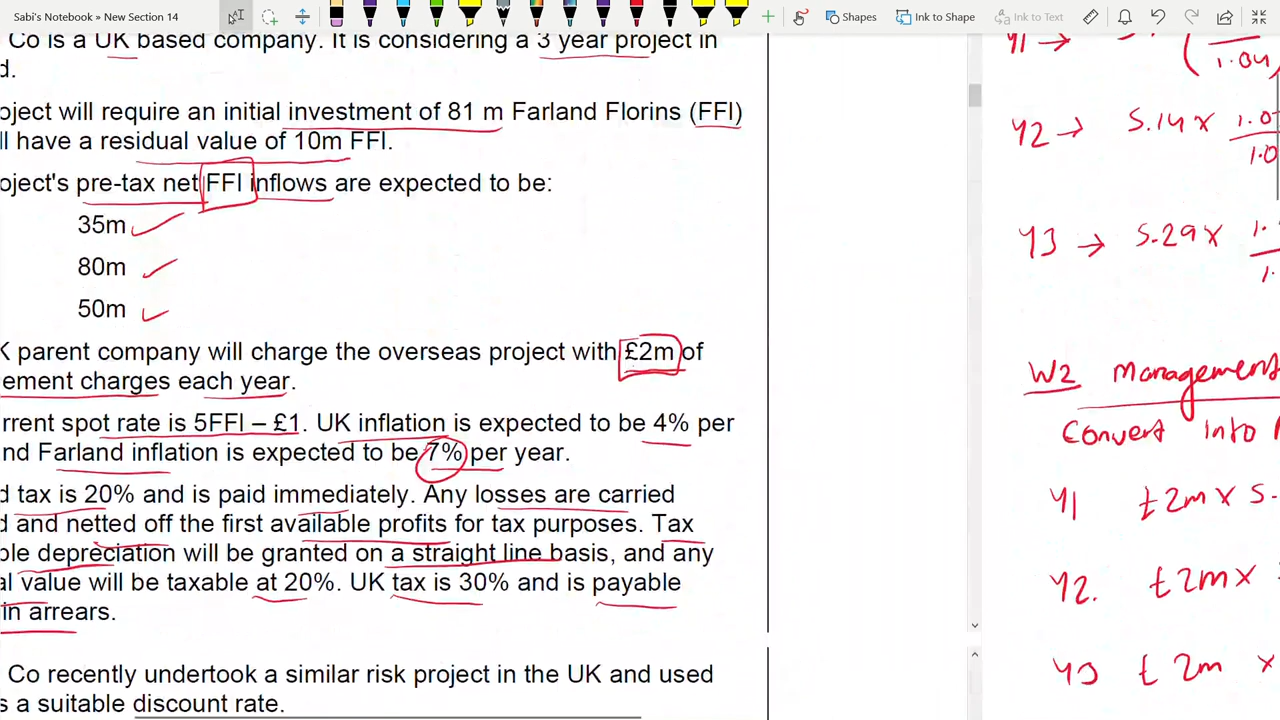 Sabi's Notebook » New Section 14
Shapes
Ink to Shape
Ink to Text
Co is a UK based company. It is considering a 3 year project in
d.
oject will require an initial investment of 81 m Farland Florins (FFI)
ll have a residual value of 10m FFI.
oject's pre-tax net FFI inflows are expected to be:
35m
80m
50m
K parent company will charge the overseas project with £2m of
ement charges each year.
rrent spot rate is 5FFI – £1. UK inflation is expected to be 4% per
nd Farland inflation is expected to be 7% per year.
d tax is 20% and is paid immediately. Any losses are carried
d and netted off the first available profits for tax purposes. Tax
ble depreciation will be granted on a straight line basis, and any
al value will be taxable at 20%. UK tax is 30% and is payable
in arrears.
Co recently undertook a similar risk project in the UK and used
s a suitable discount rate.
Y1 →
1.04
Y2 → 5.14 x 1.0
1.0
Y3 → 5.29 x 1.
1.
W2 Management
Convert into
Y1 £2m x 5.
Y2. £2m x
Y3 £2m x